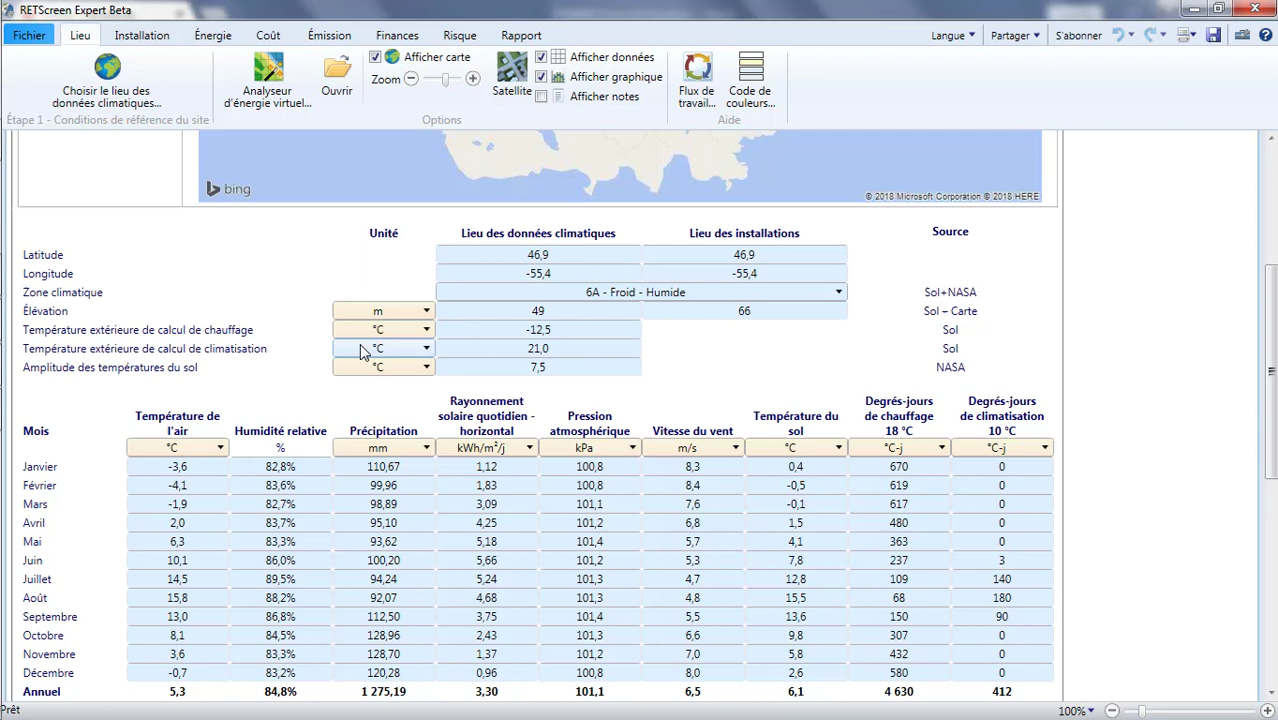 RETScreen Expert Beta
Fichier Lieu Installation Énergie Coût Émission Finances Risque Rapport Langue Partager S'abonner
Choisir le lieu des données climatiques...
Analyseur d'énergie virtuel...
Ouvrir
Afficher carte
Zoom
Satellite
Afficher données
Afficher graphique
Afficher notes
Flux de travail...
Code de couleurs...
Étape 1 - Conditions de référence du site
Options
Aide
bing
© 2018 Microsoft Corporation © 2018 HERE
Unité Lieu des données climatiques Lieu des installations Source
Latitude 46,9 46,9
Longitude -55,4 -55,4
Zone climatique 6A - Froid - Humide Sol+NASA
Élévation m 49 66 Sol – Carte
Température extérieure de calcul de chauffage °C -12,5 Sol
Température extérieure de calcul de climatisation °C 21,0 Sol
Amplitude des températures du sol °C 7,5 NASA
Mois Température de l'air Humidité relative Précipitation Rayonnement solaire quotidien - horizontal Pression atmosphérique Vitesse du vent Température du sol Degrés-jours de chauffage 18 °C Degrés-jours de climatisation 10 °C
°C % mm kWh/m²/j kPa m/s °C °C-j °C-j
Janvier -3,6 82,8% 110,67 1,12 100,8 8,3 0,4 670 0
Février -4,1 83,6% 99,96 1,83 100,8 8,4 -0,5 619 0
Mars -1,9 82,7% 98,89 3,09 101,1 7,6 -0,1 617 0
Avril 2,0 83,7% 95,10 4,25 101,2 6,8 1,5 480 0
Mai 6,3 83,3% 93,62 5,18 101,4 5,7 4,1 363 0
Juin 10,1 86,0% 100,20 5,66 101,2 5,3 7,8 237 3
Juillet 14,5 89,5% 94,24 5,24 101,3 4,7 12,8 109 140
Août 15,8 88,2% 92,07 4,68 101,3 4,8 15,5 68 180
Septembre 13,0 86,8% 112,50 3,75 101,4 5,5 13,6 150 90
Octobre 8,1 84,5% 128,96 2,43 101,3 6,6 9,8 307 0
Novembre 3,6 83,3% 128,70 1,37 101,2 7,0 5,8 432 0
Décembre -0,7 83,2% 120,28 0,96 100,8 8,0 2,6 580 0
Annuel 5,3 84,8% 1 275,19 3,30 101,1 6,5 6,1 4 630 412
Prêt 100%